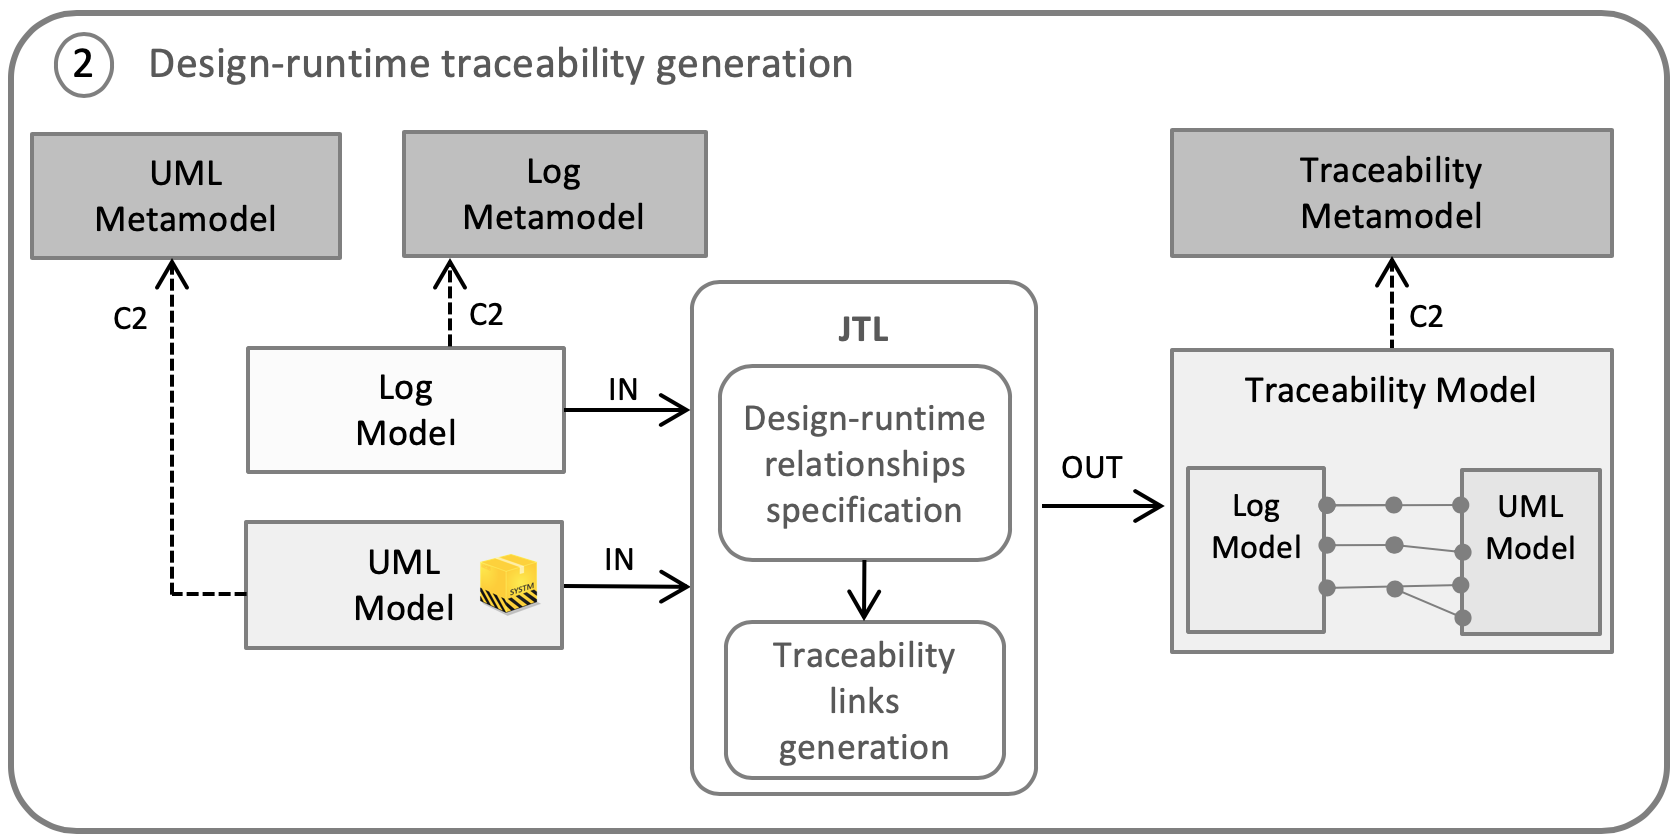 2 Design-runtime traceability generation
UML
Metamodel
Log
Metamodel
Traceability
Metamodel
C2
C2
C2
Log
Model
IN
UML
Model
SYSTM
IN
JTL
Design-runtime
relationships
specification
Traceability
links
generation
OUT
Traceability Model
Log
Model
UML
Model